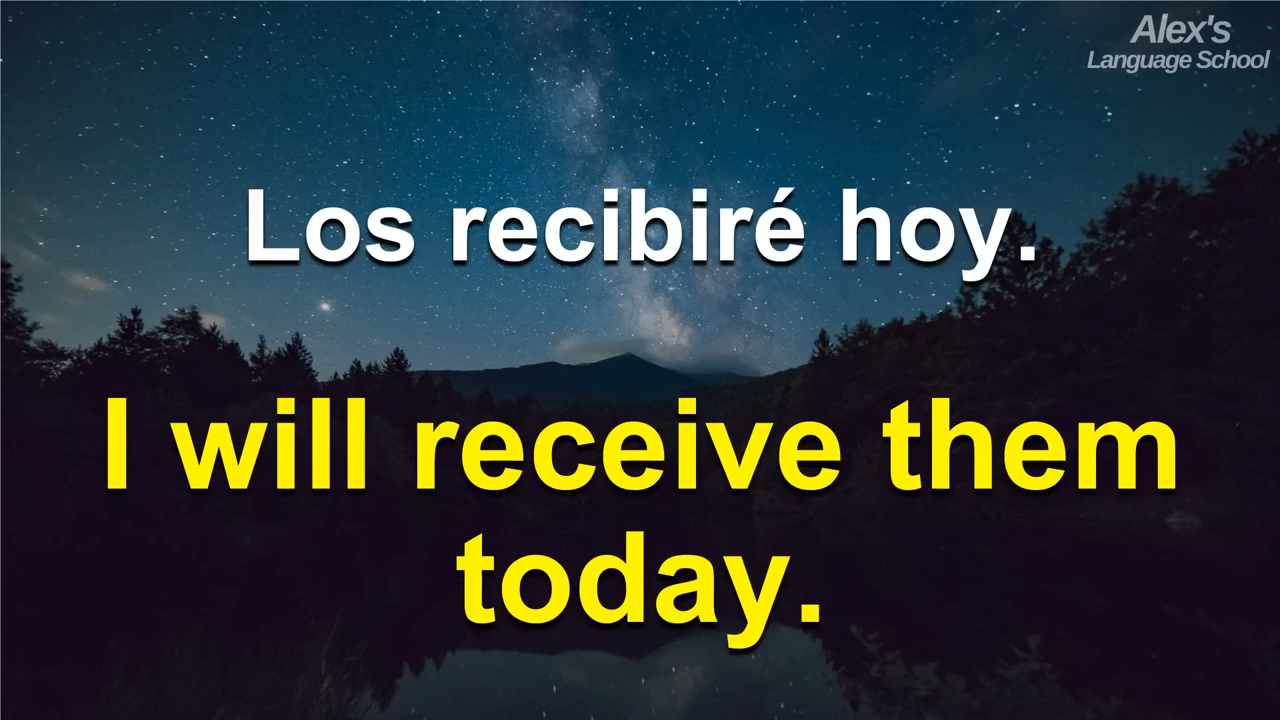 Alex's
Language School
Los recibiré hoy.
I will receive them
today.